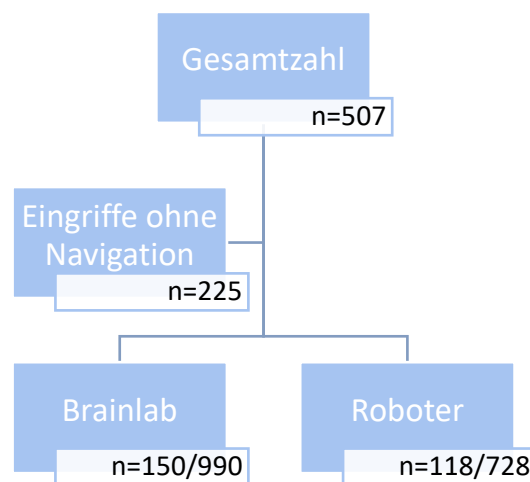 Gesamtzahl
n=507
Eingriffe ohne
Navigation
n=225
Brainlab
n=150/990
Roboter
n=118/728